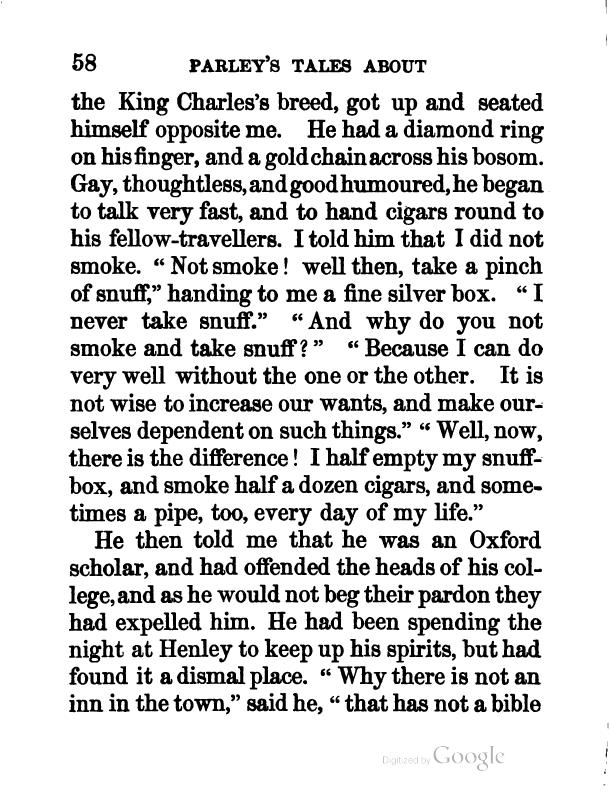 58 PARLEY'S TALES ABOUT
the King Charles's breed, got up and seated
himself opposite me. He had a diamond ring
on his finger, and a gold chain across his bosom.
Gay, thoughtless, and good humoured, he began
to talk very fast, and to hand cigars round to
his fellow-travellers. I told him that I did not
smoke. “ Not smoke ! well then, take a pinch
of snuff,” handing to me a fine silver box. “ I
never take snuff.” “ And why do you not
smoke and take snuff ? ” “ Because I can do
very well without the one or the other. It is
not wise to increase our wants, and make our-
selves dependent on such things.” “ Well, now,
there is the difference ! I half empty my snuff-
box, and smoke half a dozen cigars, and some-
times a pipe, too, every day of my life.”
He then told me that he was an Oxford
scholar, and had offended the heads of his col-
lege, and as he would not beg their pardon they
had expelled him. He had been spending the
night at Henley to keep up his spirits, but had
found it a dismal place. “ Why there is not an
inn in the town,” said he, “ that has not a bible
Digitized by Google